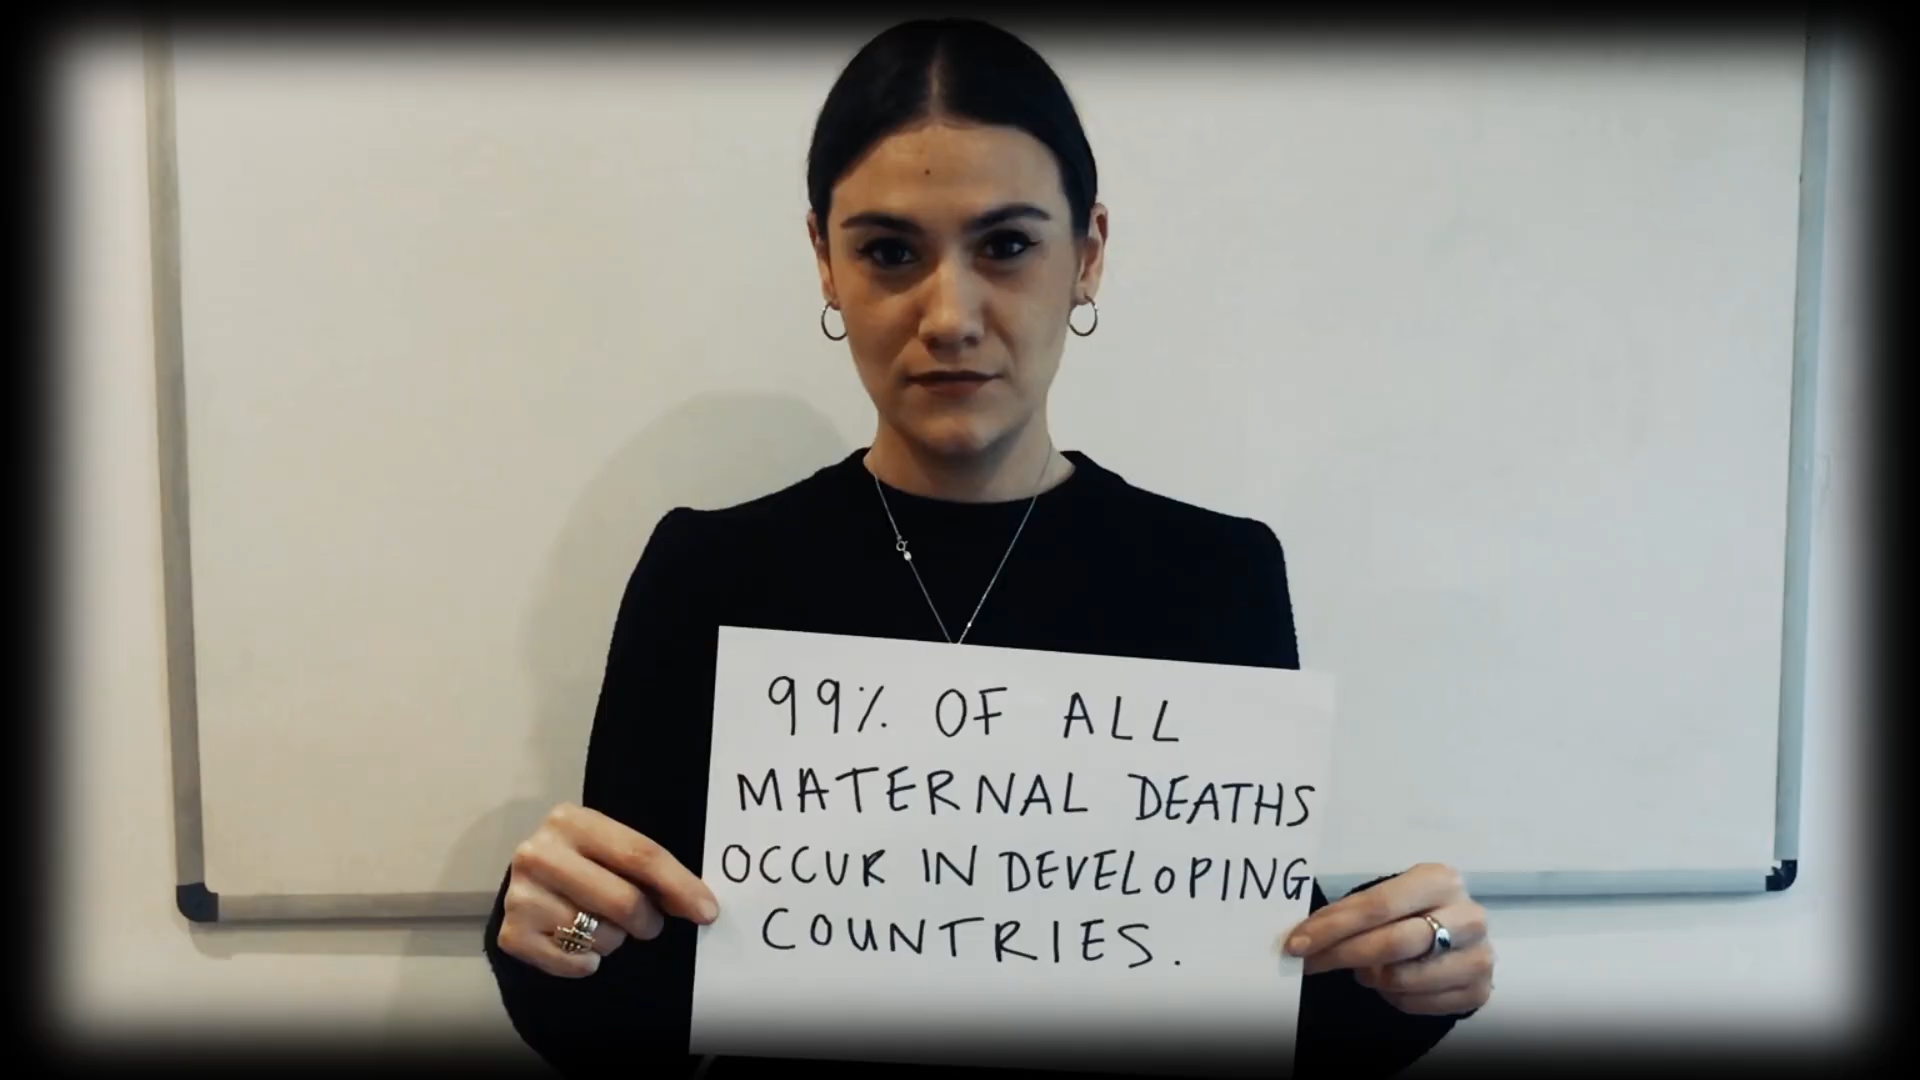 99% OF ALL
MATERNAL DEATHS
OCCUR IN DEVELOPING
COUNTRIES.